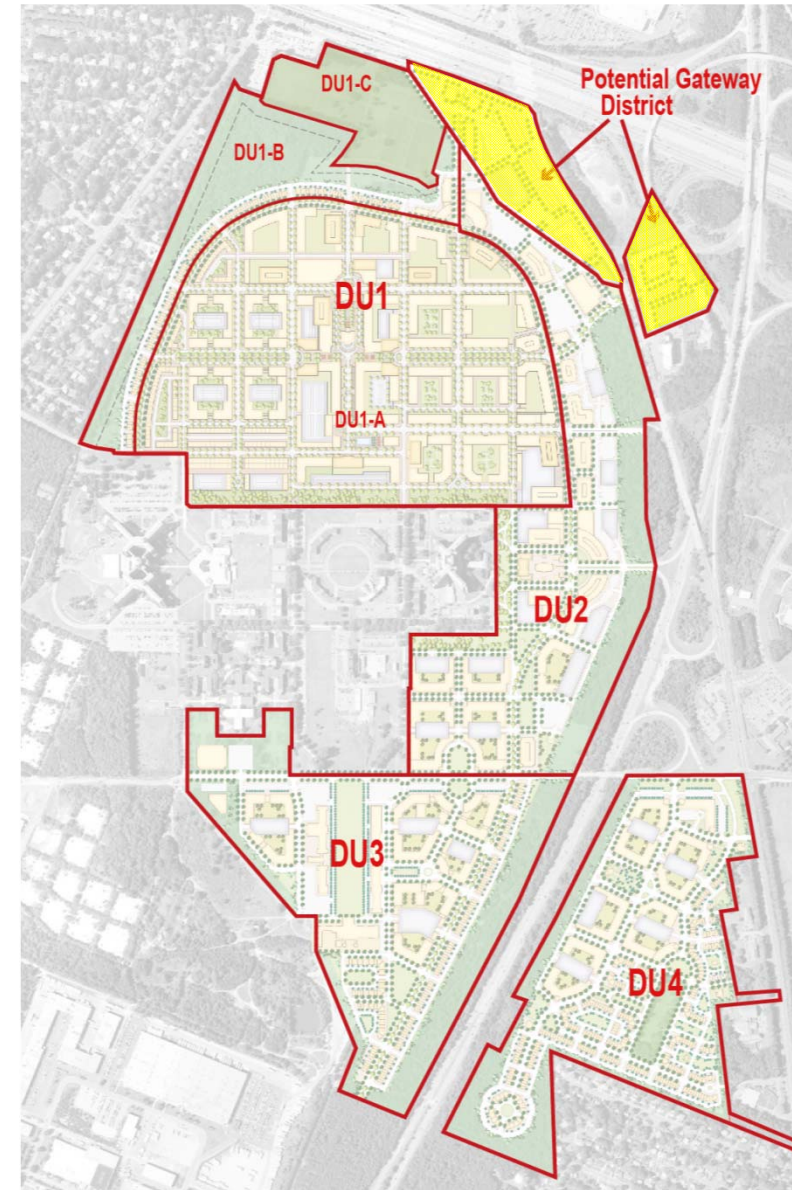 DU1-C
Potential Gateway
District
DU1-B
DU1
DU1-A
DU2
DU3
DU4